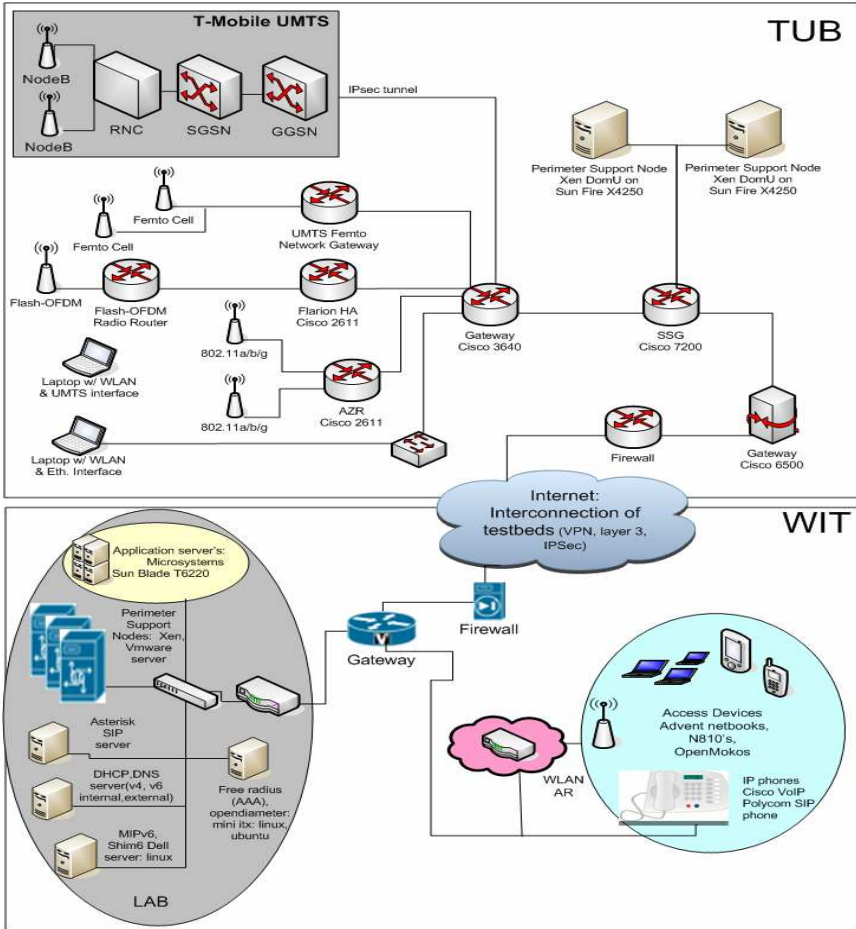 T-Mobile UMTS
TUB
NodeB
NodeB
RNC
SGSN
GGSN
IPsec tunnel
Perimeter Support Node
Xen DomU on
Sun Fire X4250
Perimeter Support Node
Xen DomU on
Sun Fire X4250
Femto Cell
Femto Cell
UMTS Femto
Network Gateway
Flash-OFDM
Flash-OFDM
Radio Router
Flarion HA
Cisco 2611
Gateway
Cisco 3640
SSG
Cisco 7200
802.11a/b/g
Laptop w/ WLAN
& UMTS interface
802.11a/b/g
AZR
Cisco 2611
Laptop w/ WLAN
& Eth. Interface
Firewall
Gateway
Cisco 6500
Internet:
Interconnection of
testbeds (VPN, layer 3,
IPSec)
WIT
Application server's:
Microsystems
Sun Blade T6220
Perimeter
Support
Nodes: Xen,
Vmware
server
Gateway
Firewall
Asterisk
SIP
server
DHCP,DNS
server(v4, v6
internal,external)
Free radius
(AAA),
opendiameter:
mini itx: linux,
ubuntu
MIPv6,
Shim6 Dell
server: linux
LAB
WLAN
AR
Access Devices
Advent netbooks,
N810's,
OpenMokos
IP phones
Cisco VoIP
Polycom SIP
phone